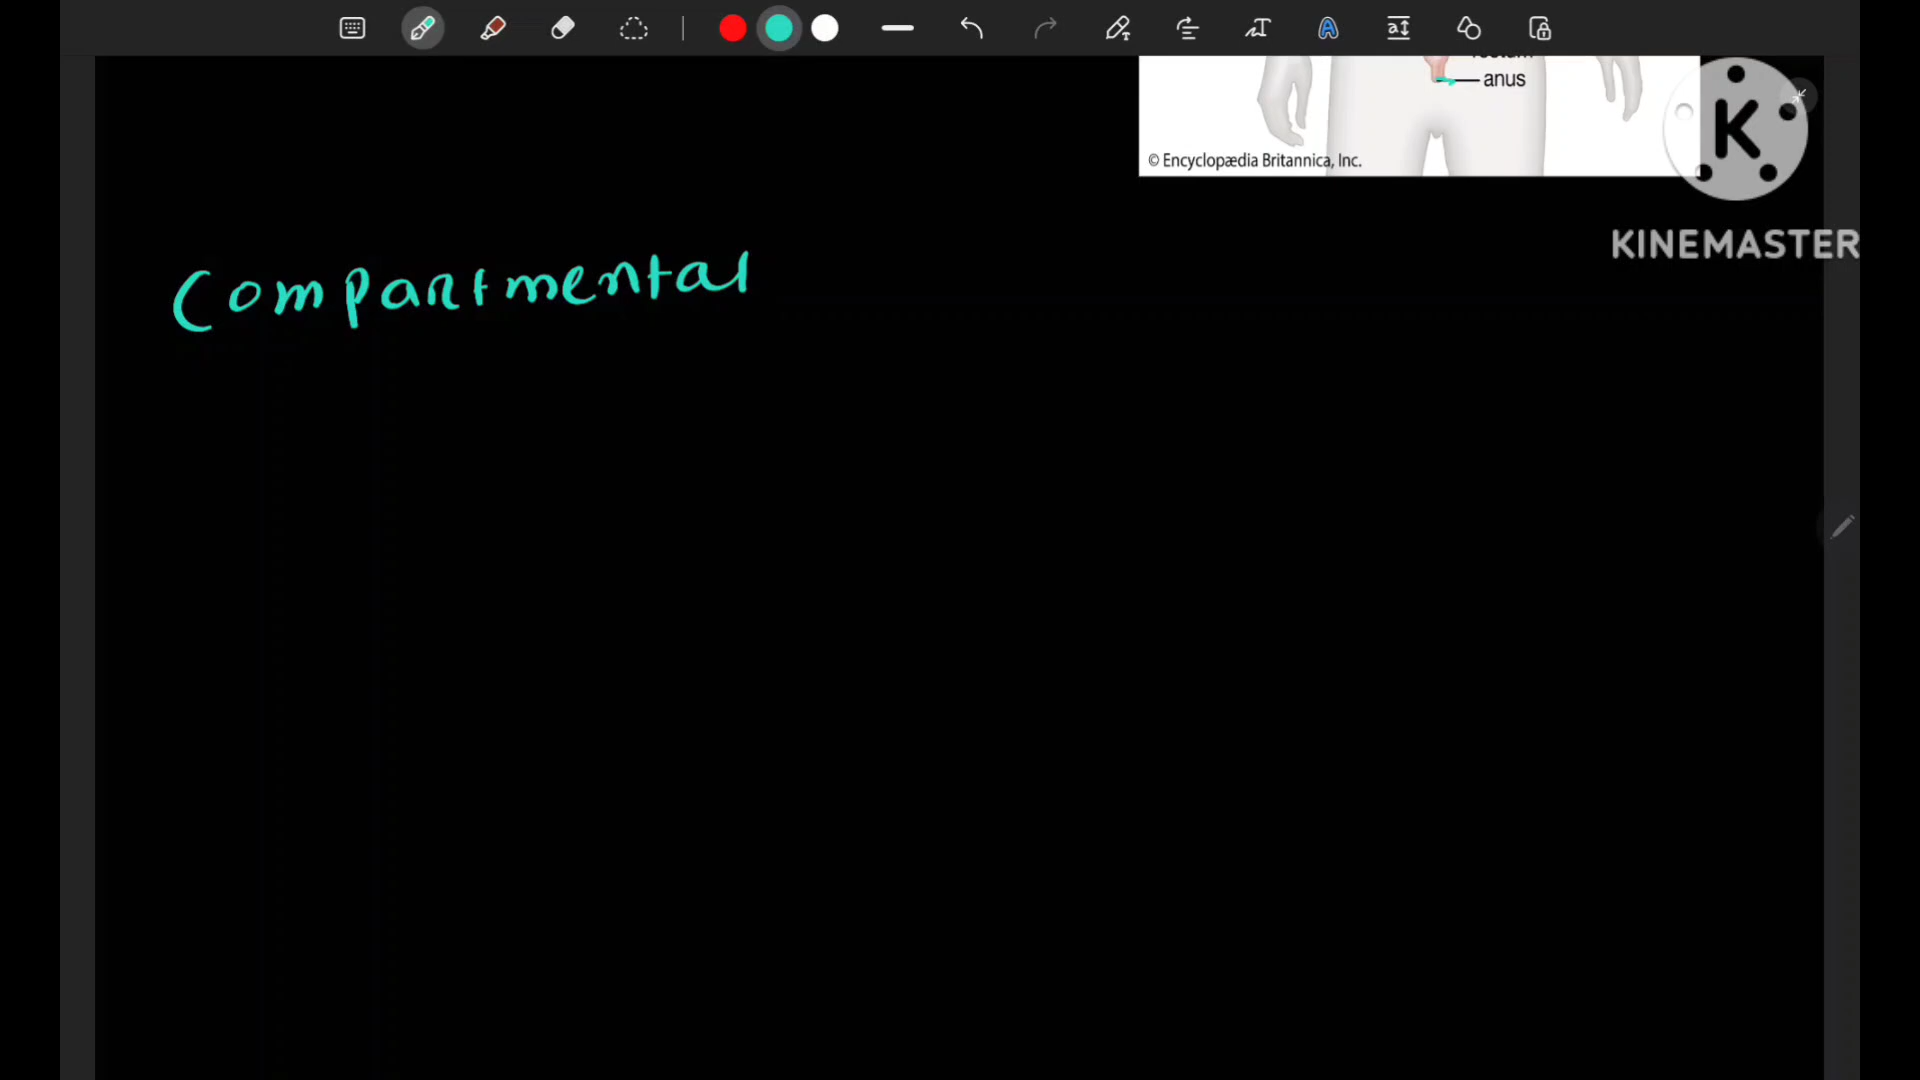 anus
© Encyclopædia Britannica, Inc.
K
KINEMASTER
Compartmental